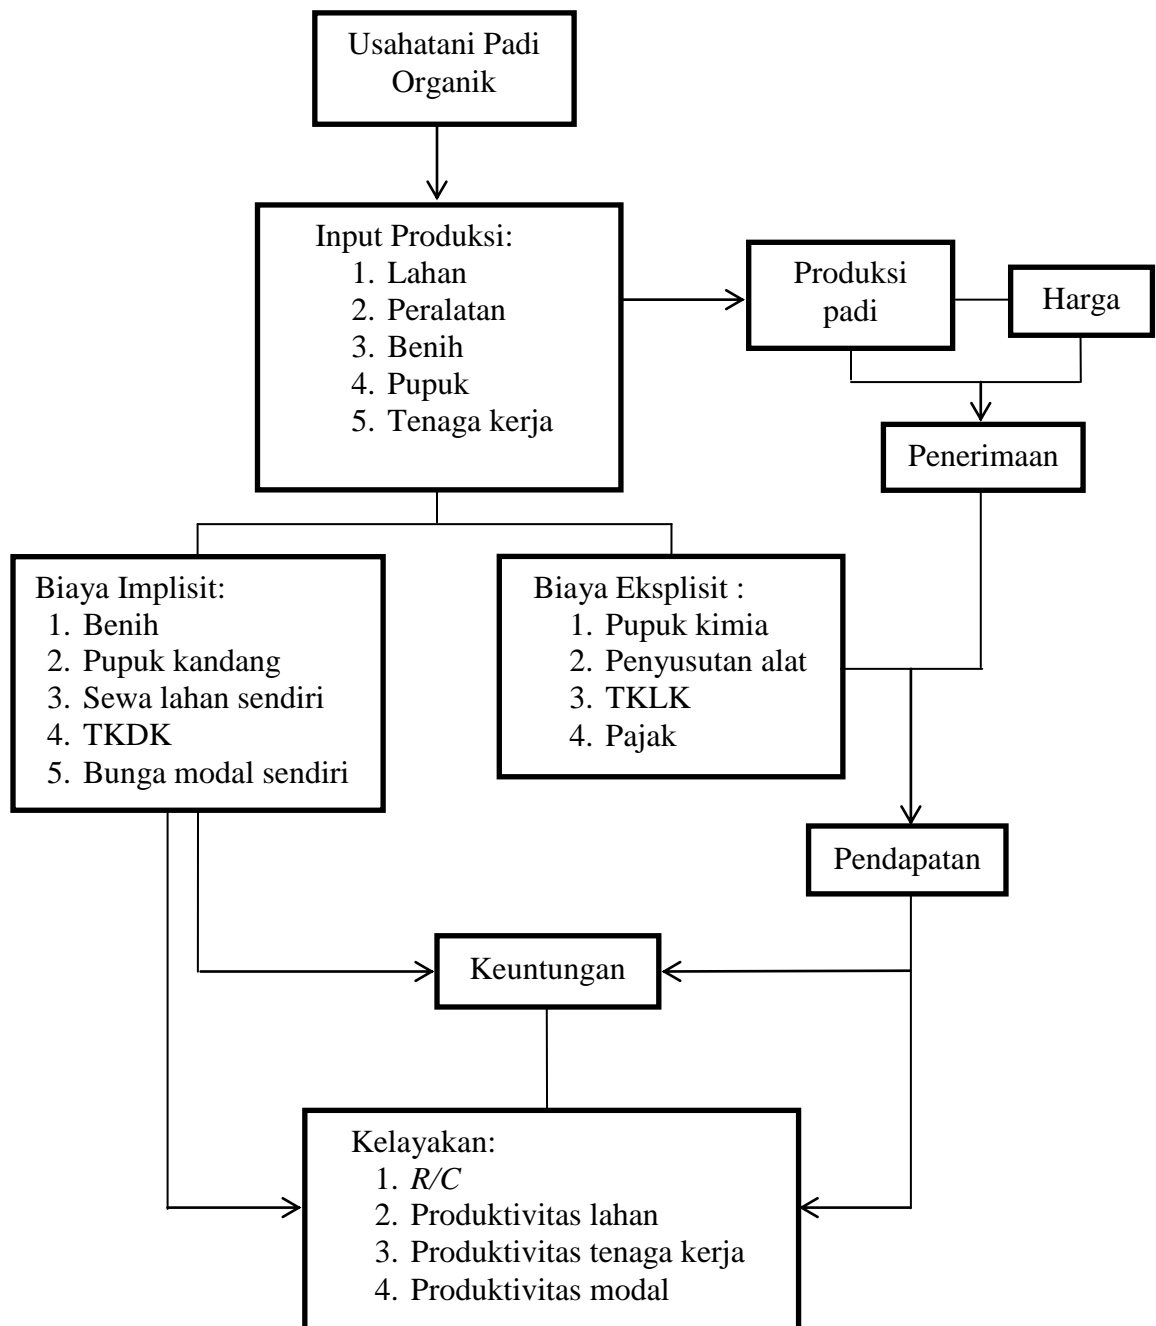 Usahatani Padi
Organik
Input Produksi:
1. Lahan
2. Peralatan
3. Benih
4. Pupuk
5. Tenaga kerja
Produksi
padi
Harga
Penerimaan
Biaya Implisit:
1. Benih
2. Pupuk kandang
3. Sewa lahan sendiri
4. TKDK
5. Bunga modal sendiri
Biaya Eksplisit :
1. Pupuk kimia
2. Penyusutan alat
3. TKLK
4. Pajak
Pendapatan
Keuntungan
Kelayakan:
1. R/C
2. Produktivitas lahan
3. Produktivitas tenaga kerja
4. Produktivitas modal